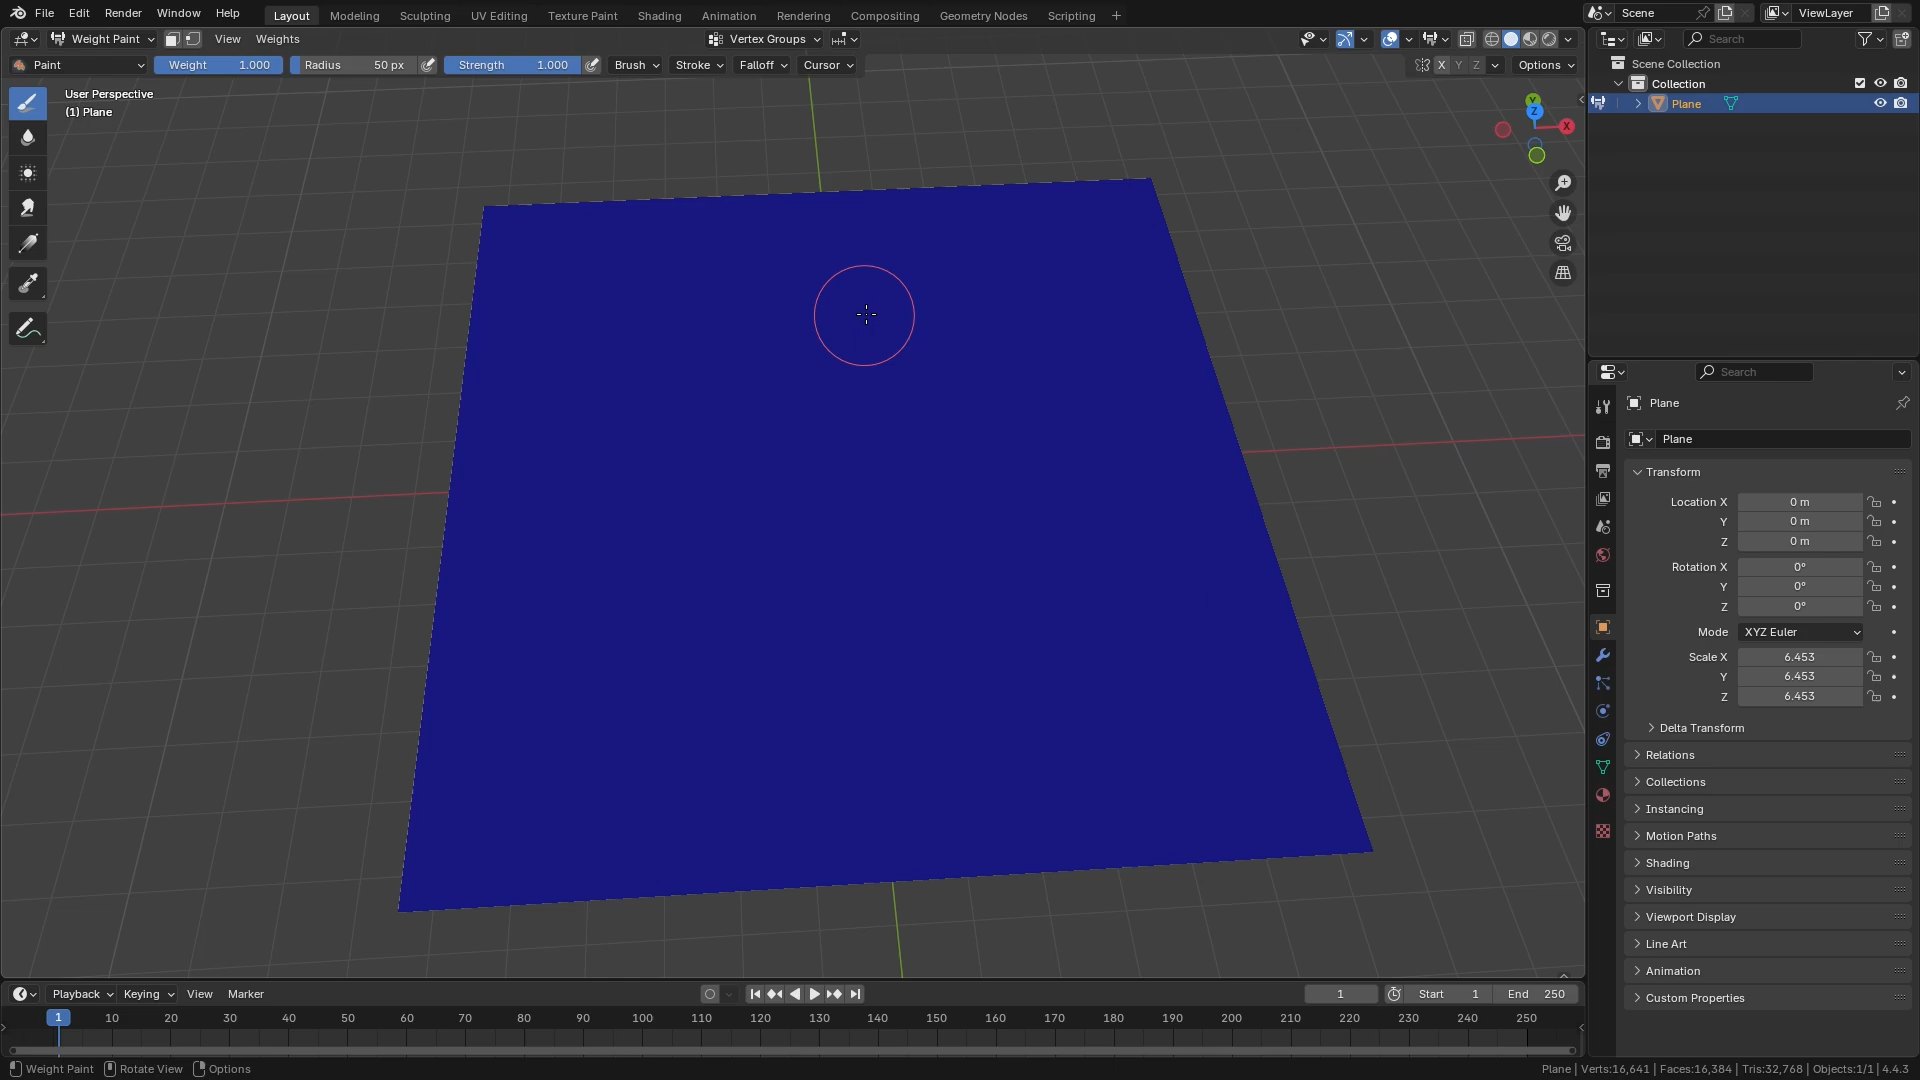 File Edit Render Window Help Layout Modeling Sculpting UV Editing Texture Paint Shading Animation Rendering Compositing Geometry Nodes Scripting + Scene ViewLayer
Weight Paint View Weights Vertex Groups Search
Paint Weight 1.000 Radius 50 px Strength 1.000 Brush Stroke Falloff Cursor X Y Z Options
Scene Collection
Collection
Plane
User Perspective
(1) Plane
Y
Z
X
Search
Plane
Plane
Transform
Location X 0 m
Y 0 m
Z 0 m
Rotation X 0°
Y 0°
Z 0°
Mode XYZ Euler
Scale X 6.453
Y 6.453
Z 6.453
Delta Transform
Relations
Collections
Instancing
Motion Paths
Shading
Visibility
Viewport Display
Line Art
Animation
Custom Properties
Playback Keying View Marker 1 Start 1 End 250
1 10 20 30 40 50 60 70 80 90 100 110 120 130 140 150 160 170 180 190 200 210 220 230 240 250
Weight Paint Rotate View Options Plane | Verts:16,641 | Faces:16,384 | Tris:32,768 | Objects:1/1 | 4.4.3